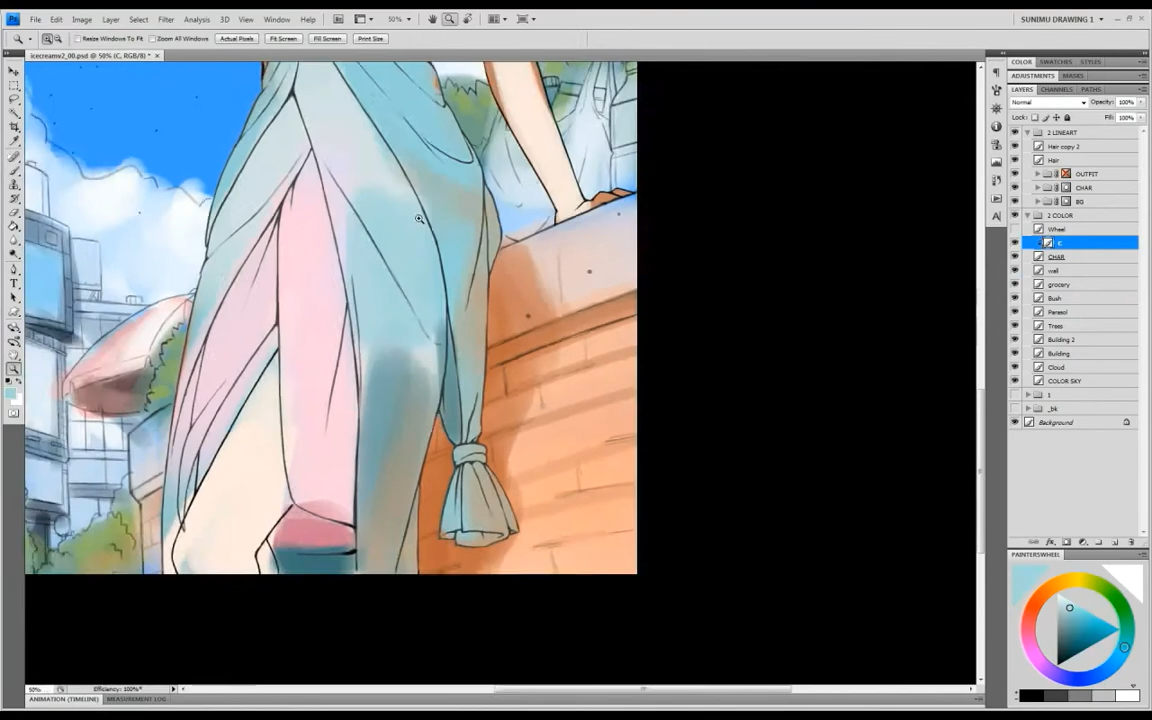 Ps File Edit Image Layer Select Filter Analysis 3D View Window Help 50% SUNIMU DRAWING 1
Resize Windows To Fit Zoom All Windows Actual Pixels Fit Screen Fill Screen Print Size
icecreamv2_00.psd @ 50% (C, RGB/8) *
COLOR SWATCHES STYLES
ADJUSTMENTS MASKS
LAYERS CHANNELS PATHS
Normal Opacity: 100%
Lock: Fill: 100%
2 LINEART
Hair copy 2
Hair
OUTFIT
CHAR
BG
2 COLOR
Wheel
C
CHAR
wall
grocery
Bush
Parasol
Trees
Building 2
Building
Cloud
COLOR SKY
1
_bk
Background
PAINTERSWHEEL
50% Efficiency: 100%*
ANIMATION (TIMELINE) MEASUREMENT LOG